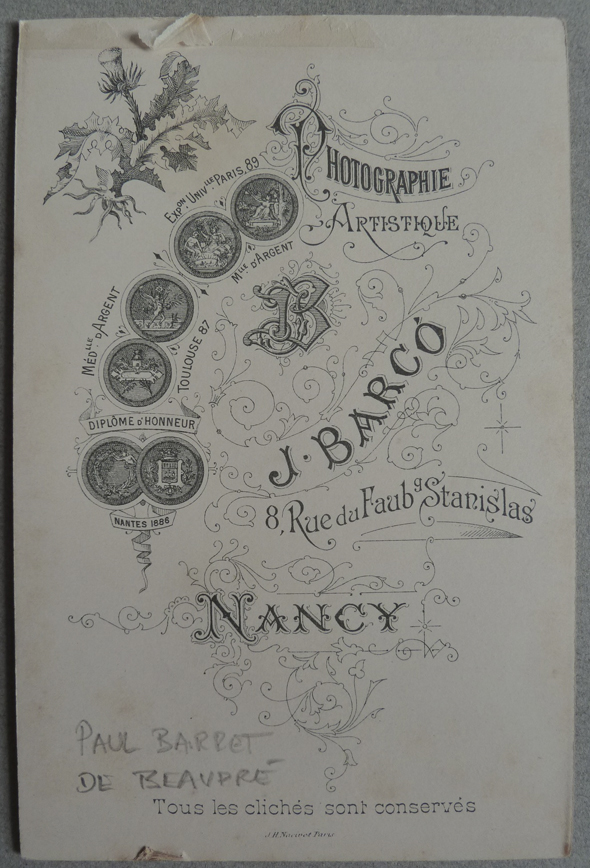 PHOTOGRAPHIE
ARTISTIQUE
EXPON UNIVLLE PARIS, 89
MLLE D'ARGENT
MÉDLLE D'ARGENT
TOULOUSE 87
DIPLÔME D'HONNEUR
NANTES 1886
B
J. BARCO
8, Rue du Faubg Stanislas
NANCY
PAUL BARRET
DE BEAUPRÉ
Tous les clichés sont conservés